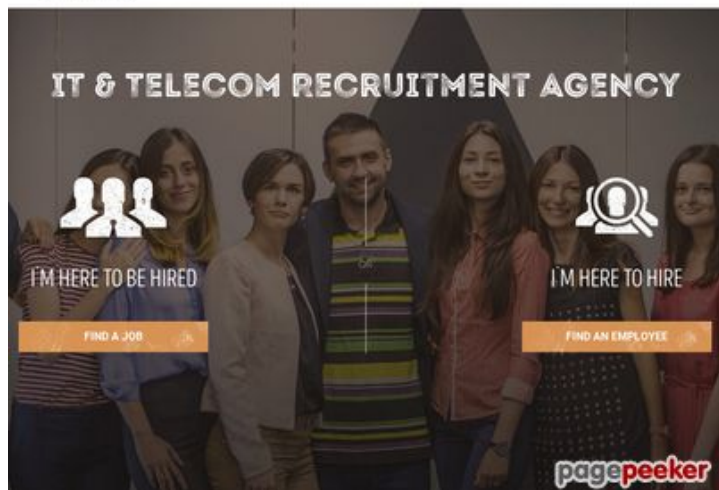 IT & TELECOM RECRUITMENT AGENCY
I'M HERE TO BE HIRED
OR
I'M HERE TO HIRE
FIND A JOB
FIND AN EMPLOYEE
pagepeeker